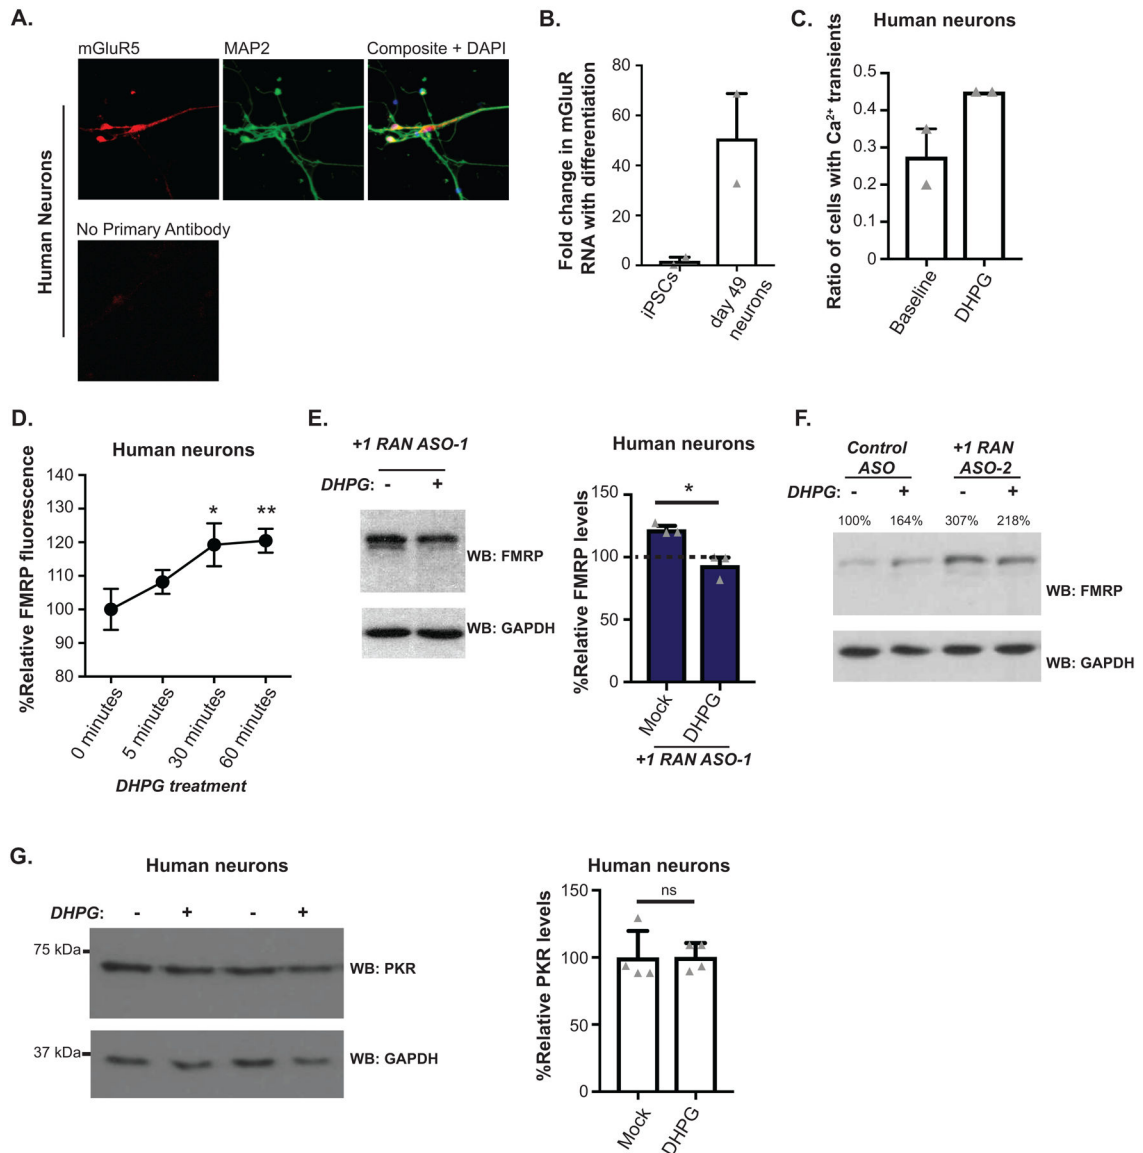 A.
mGluR5 MAP2 Composite + DAPI
Human Neurons
No Primary Antibody
B.
Fold change in mGluR
RNA with differentiation
80
60
40
20
0
iPSCs
day 49
neurons
C.
Human neurons
Ratio of cells with Ca²⁺ transients
0.5
0.4
0.3
0.2
0.1
0
Baseline
DHPG
D.
Human neurons
%Relative FMRP fluorescence
140
130
120
110
100
90
80
* **
0 minutes
5 minutes
30 minutes
60 minutes
DHPG treatment
E.
+1 RAN ASO-1
DHPG: - +
WB: FMRP
WB: GAPDH
Human neurons
%Relative FMRP levels
150
100
50
0
*
Mock
DHPG
+1 RAN ASO-1
F.
Control
ASO
+1 RAN
ASO-2
DHPG: - + - +
100% 164% 307% 218%
WB: FMRP
WB: GAPDH
G.
Human neurons
DHPG: - + - +
75 kDa
WB: PKR
37 kDa
WB: GAPDH
Human neurons
%Relative PKR levels
150
100
50
0
ns
Mock
DHPG